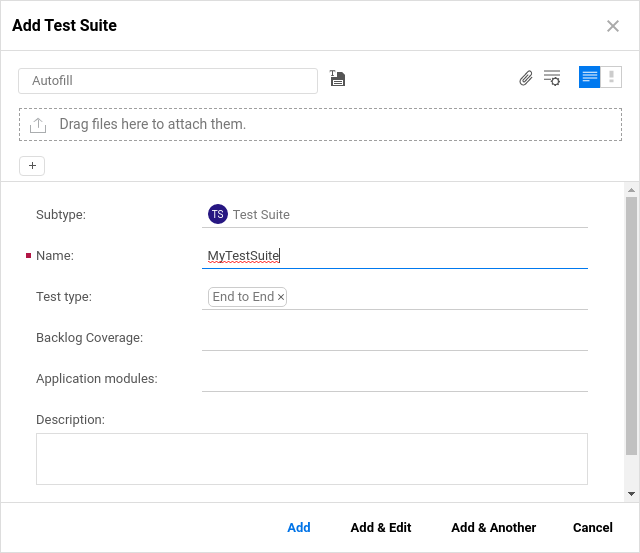 Add Test Suite
Autofill
Drag files here to attach them.
+
Subtype: TS Test Suite
Name: MyTestSuite
Test type: End to End ×
Backlog Coverage:
Application modules:
Description:
Add Add & Edit Add & Another Cancel